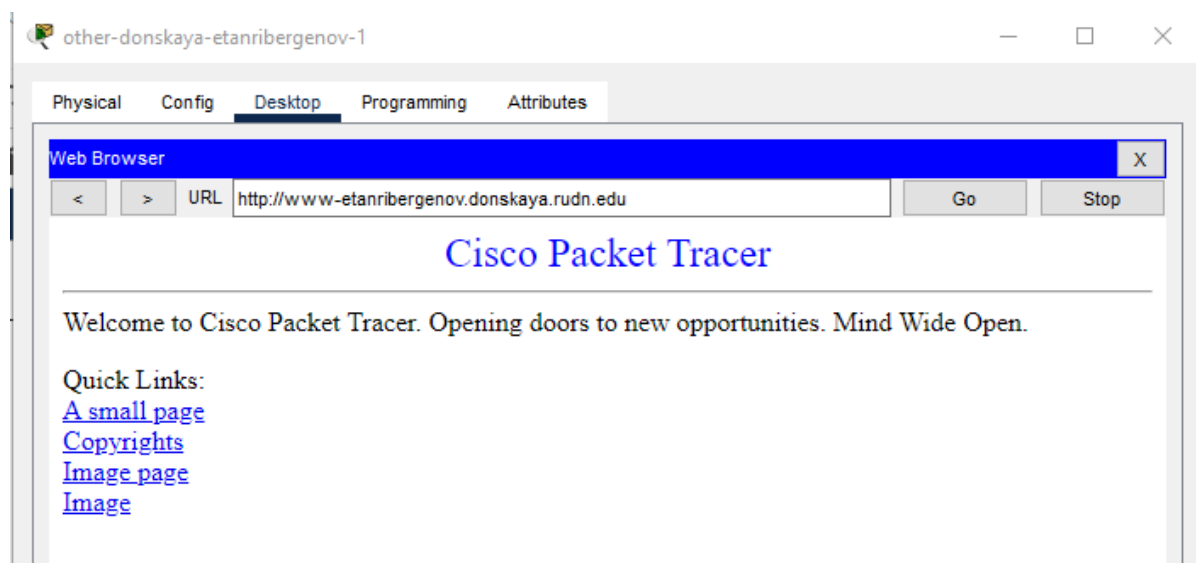 other-donskaya-etanribergenov-1
Physical Config Desktop Programming Attributes
Web Browser X
< > URL http://www-etanribergenov.donskaya.rudn.edu Go Stop
Cisco Packet Tracer
Welcome to Cisco Packet Tracer. Opening doors to new opportunities. Mind Wide Open.
Quick Links:
A small page
Copyrights
Image page
Image